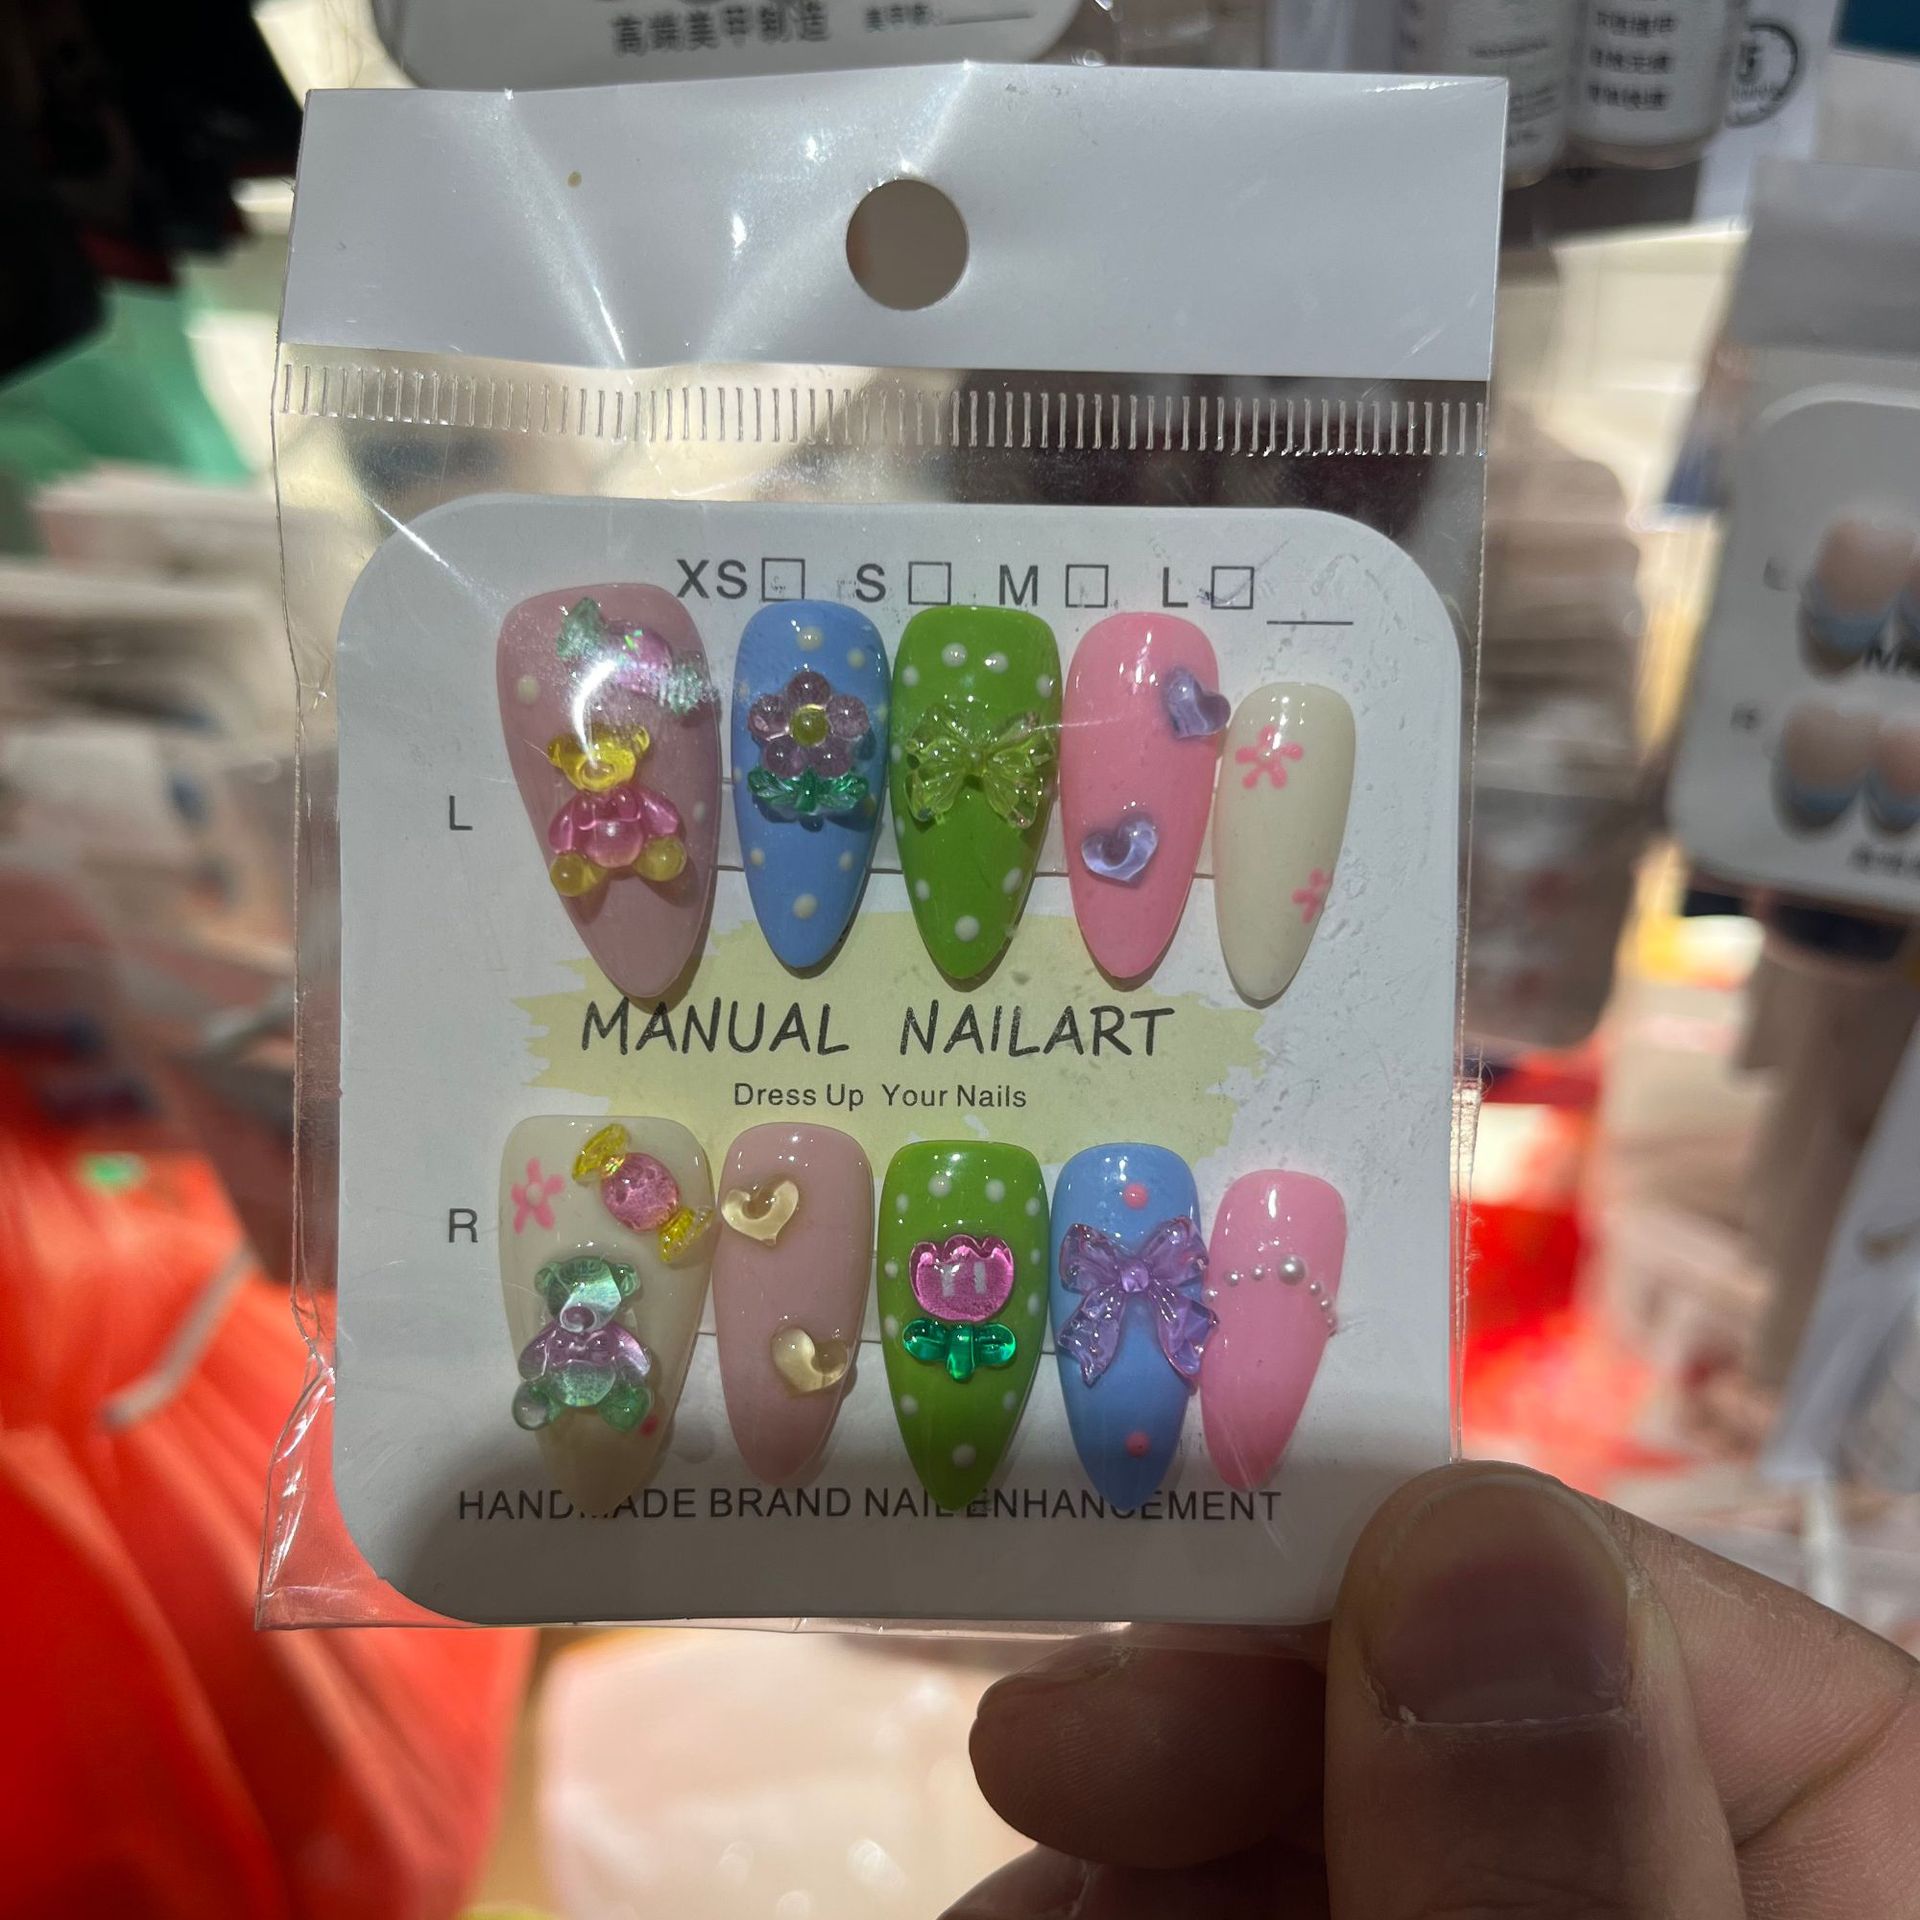 高端美甲制造
XS□ S□ M□ L□
L
MANUAL NAILART
Dress Up Your Nails
R
HANDMADE BRAND NAIL ENHANCEMENT